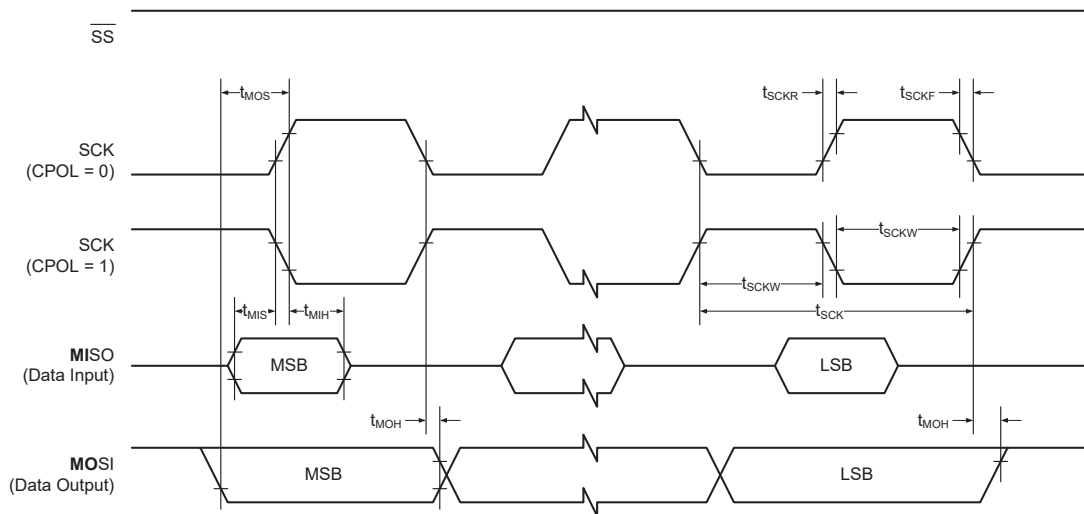 SS
tMOS
tSCKR
tSCKF
SCK
(CPOL = 0)
SCK
(CPOL = 1)
tSCKW
tSCKW
tMIS
tMIH
tSCK
MISO
(Data Input)
MSB
LSB
tMOH
tMOH
MOSI
(Data Output)
MSB
LSB